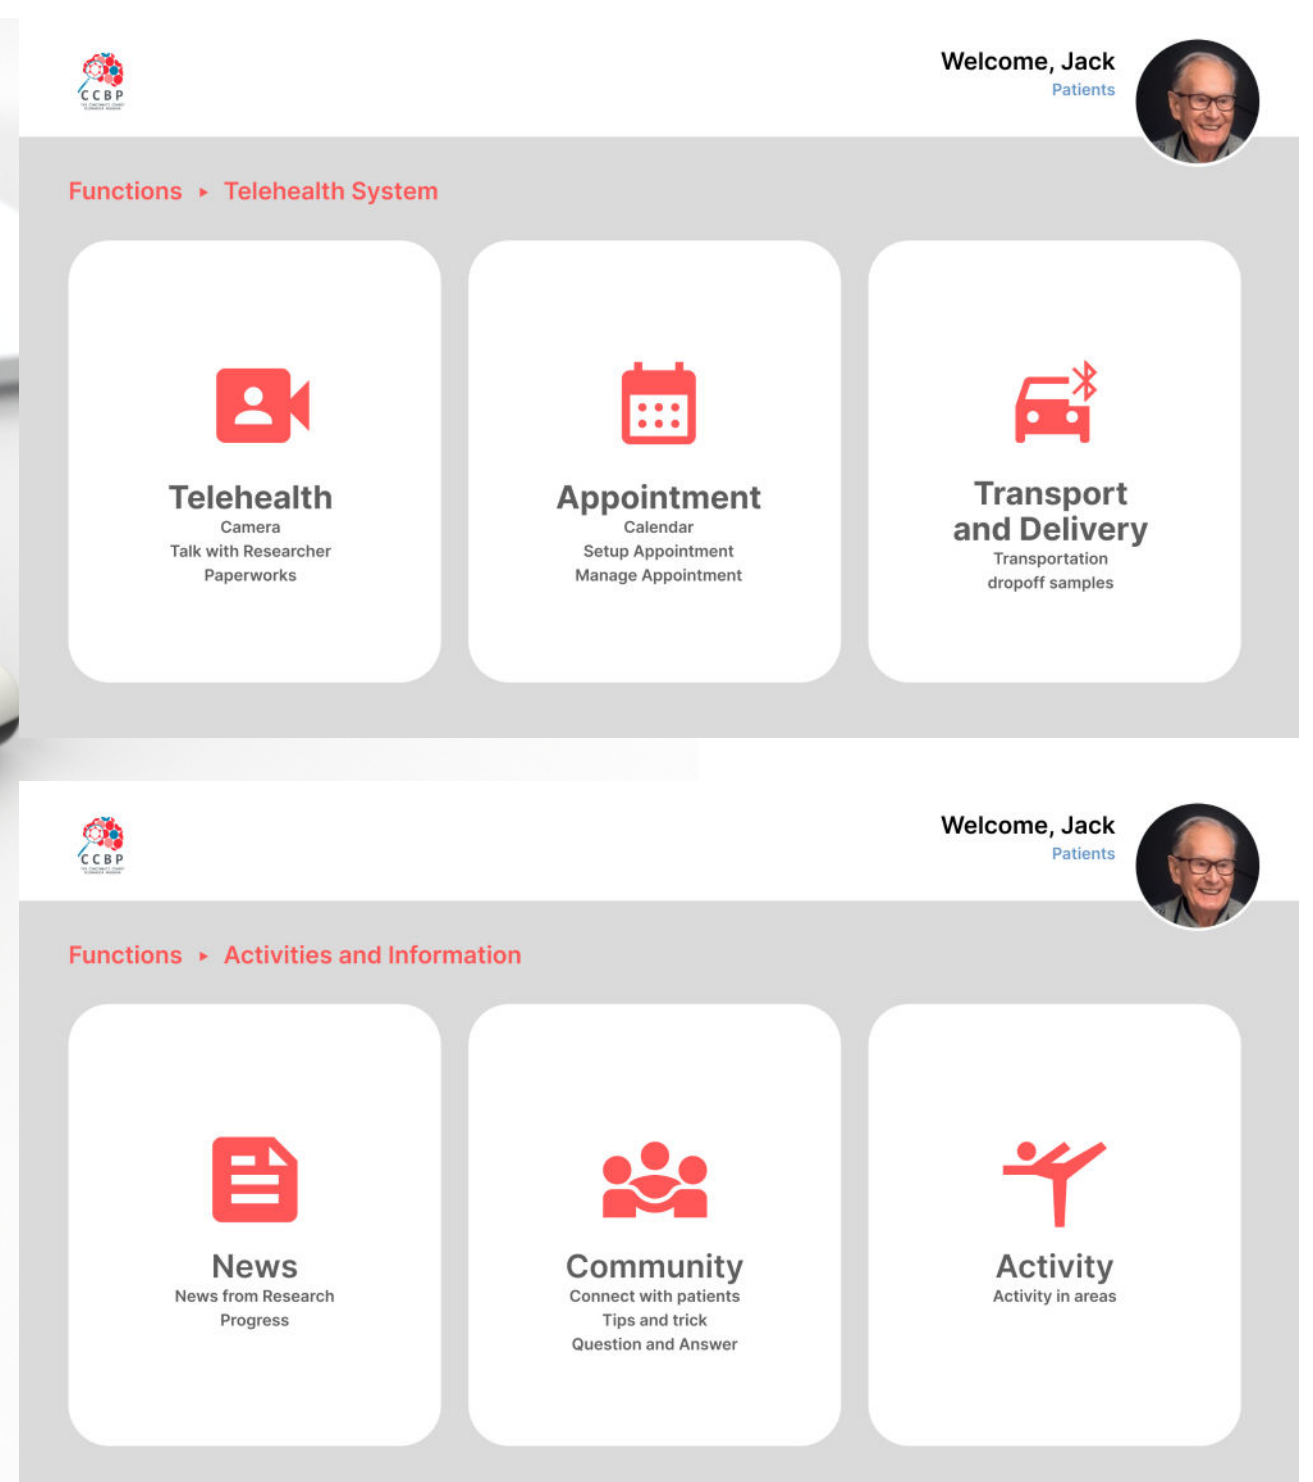 CCBP
Welcome, Jack
Patients
Functions ▸ Telehealth System
Telehealth
Camera
Talk with Researcher
Paperworks
Appointment
Calendar
Setup Appointment
Manage Appointment
Transport
and Delivery
Transportation
dropoff samples
CCBP
Welcome, Jack
Patients
Functions ▸ Activities and Information
News
News from Research
Progress
Community
Connect with patients
Tips and trick
Question and Answer
Activity
Activity in areas